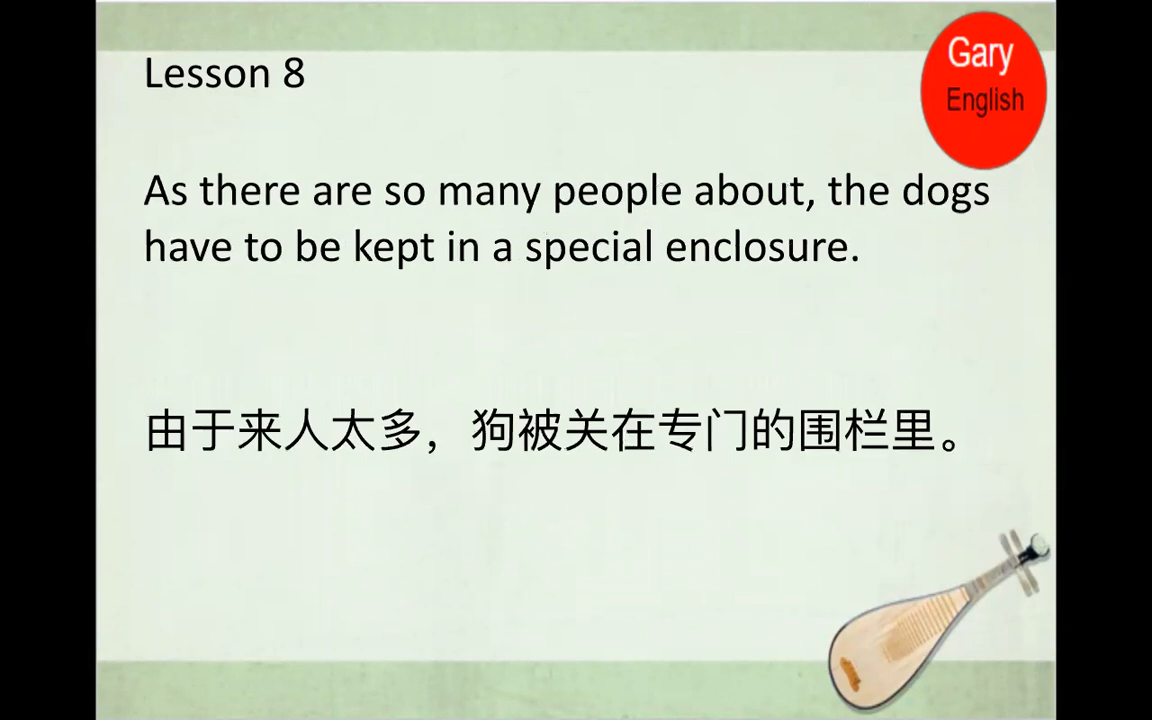 Lesson 8
Gary
English
As there are so many people about, the dogs
have to be kept in a special enclosure.
由于来人太多，狗被关在专门的围栏里。